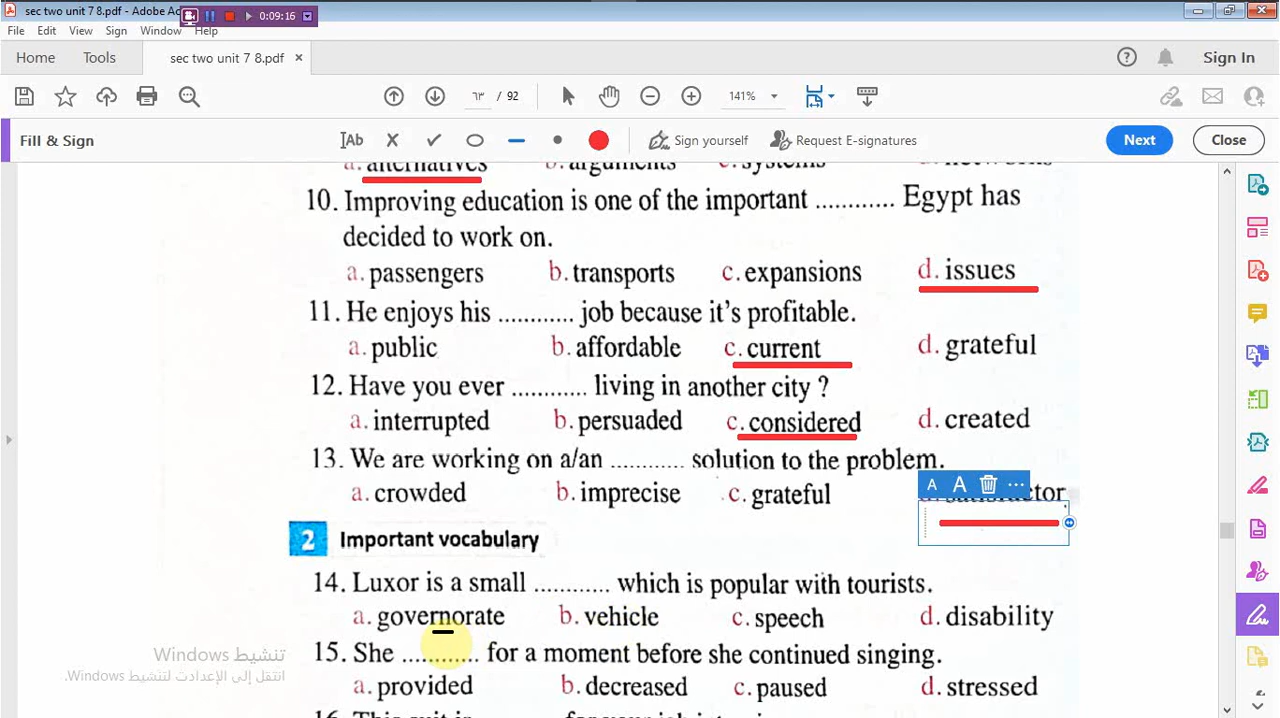 sec two unit 7 8.pdf - Adobe Ac
0:09:16
File Edit View Sign Window Help
Home Tools sec two unit 7 8.pdf × Sign In
٦٣ / 92 141%
Fill & Sign Ab Sign yourself Request E-signatures Next Close
a. alternatives b. arguments c. systems d. networks
10. Improving education is one of the important ............ Egypt has
decided to work on.
a. passengers b. transports c. expansions d. issues
11. He enjoys his ............ job because it's profitable.
a. public b. affordable c. current d. grateful
12. Have you ever ............ living in another city ?
a. interrupted b. persuaded c. considered d. created
13. We are working on a/an ............ solution to the problem.
a. crowded b. imprecise c. grateful
A A ...
2 Important vocabulary
14. Luxor is a small ............ which is popular with tourists.
a. governorate b. vehicle c. speech d. disability
15. She ............ for a moment before she continued singing.
a. provided b. decreased c. paused d. stressed
تنشيط Windows
انتقل إلى الإعدادات لتنشيط Windows.